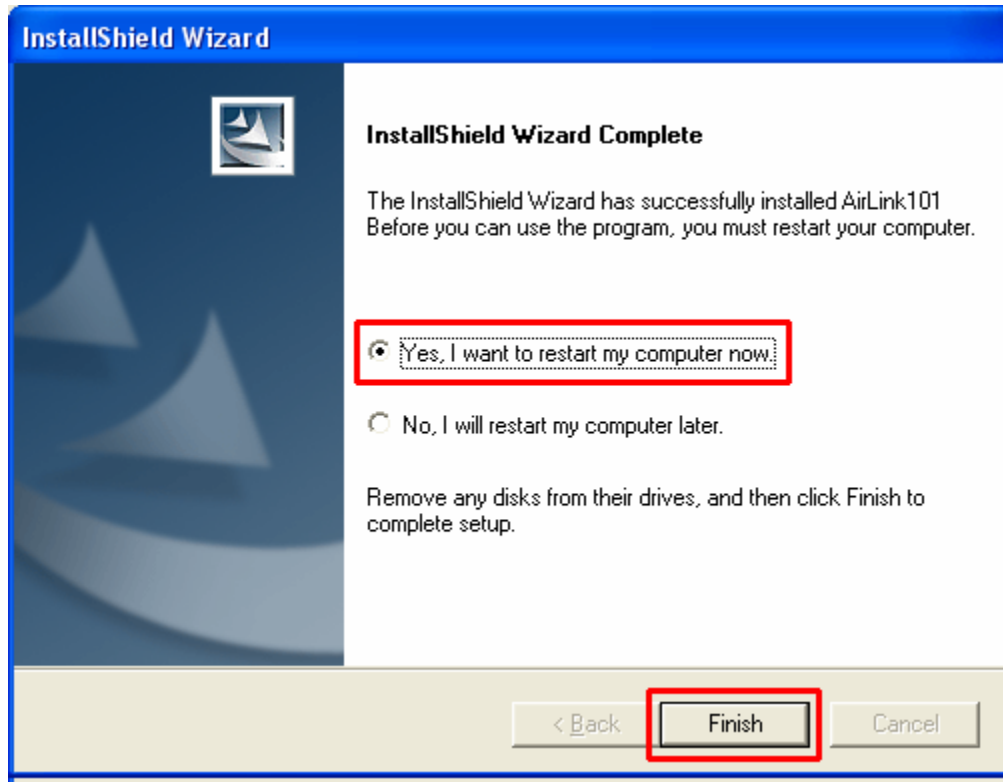 InstallShield Wizard
InstallShield Wizard Complete
The InstallShield Wizard has successfully installed AirLink101
Before you can use the program, you must restart your computer.
Yes, I want to restart my computer now.
No, I will restart my computer later.
Remove any disks from their drives, and then click Finish to
complete setup.
< Back
Finish
Cancel